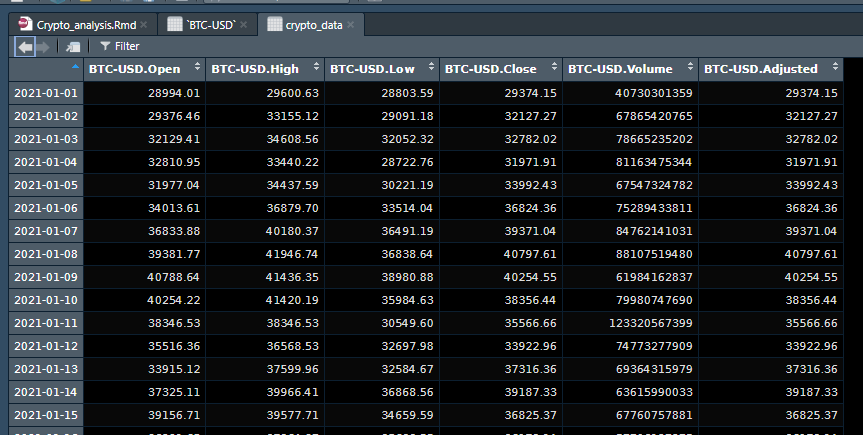 Crypto_analysis.Rmd `BTC-USD` crypto_data
Filter
BTC-USD.Open BTC-USD.High BTC-USD.Low BTC-USD.Close BTC-USD.Volume BTC-USD.Adjusted
2021-01-01 28994.01 29600.63 28803.59 29374.15 40730301359 29374.15
2021-01-02 29376.46 33155.12 29091.18 32127.27 67865420765 32127.27
2021-01-03 32129.41 34608.56 32052.32 32782.02 78665235202 32782.02
2021-01-04 32810.95 33440.22 28722.76 31971.91 81163475344 31971.91
2021-01-05 31977.04 34437.59 30221.19 33992.43 67547324782 33992.43
2021-01-06 34013.61 36879.70 33514.04 36824.36 75289433811 36824.36
2021-01-07 36833.88 40180.37 36491.19 39371.04 84762141031 39371.04
2021-01-08 39381.77 41946.74 36838.64 40797.61 88107519480 40797.61
2021-01-09 40788.64 41436.35 38980.88 40254.55 61984162837 40254.55
2021-01-10 40254.22 41420.19 35984.63 38356.44 79980747690 38356.44
2021-01-11 38346.53 38346.53 30549.60 35566.66 123320567399 35566.66
2021-01-12 35516.36 36568.53 32697.98 33922.96 74773277909 33922.96
2021-01-13 33915.12 37599.96 32584.67 37316.36 69364315979 37316.36
2021-01-14 37325.11 39966.41 36868.56 39187.33 63615990033 39187.33
2021-01-15 39156.71 39577.71 34659.59 36825.37 67760757881 36825.37